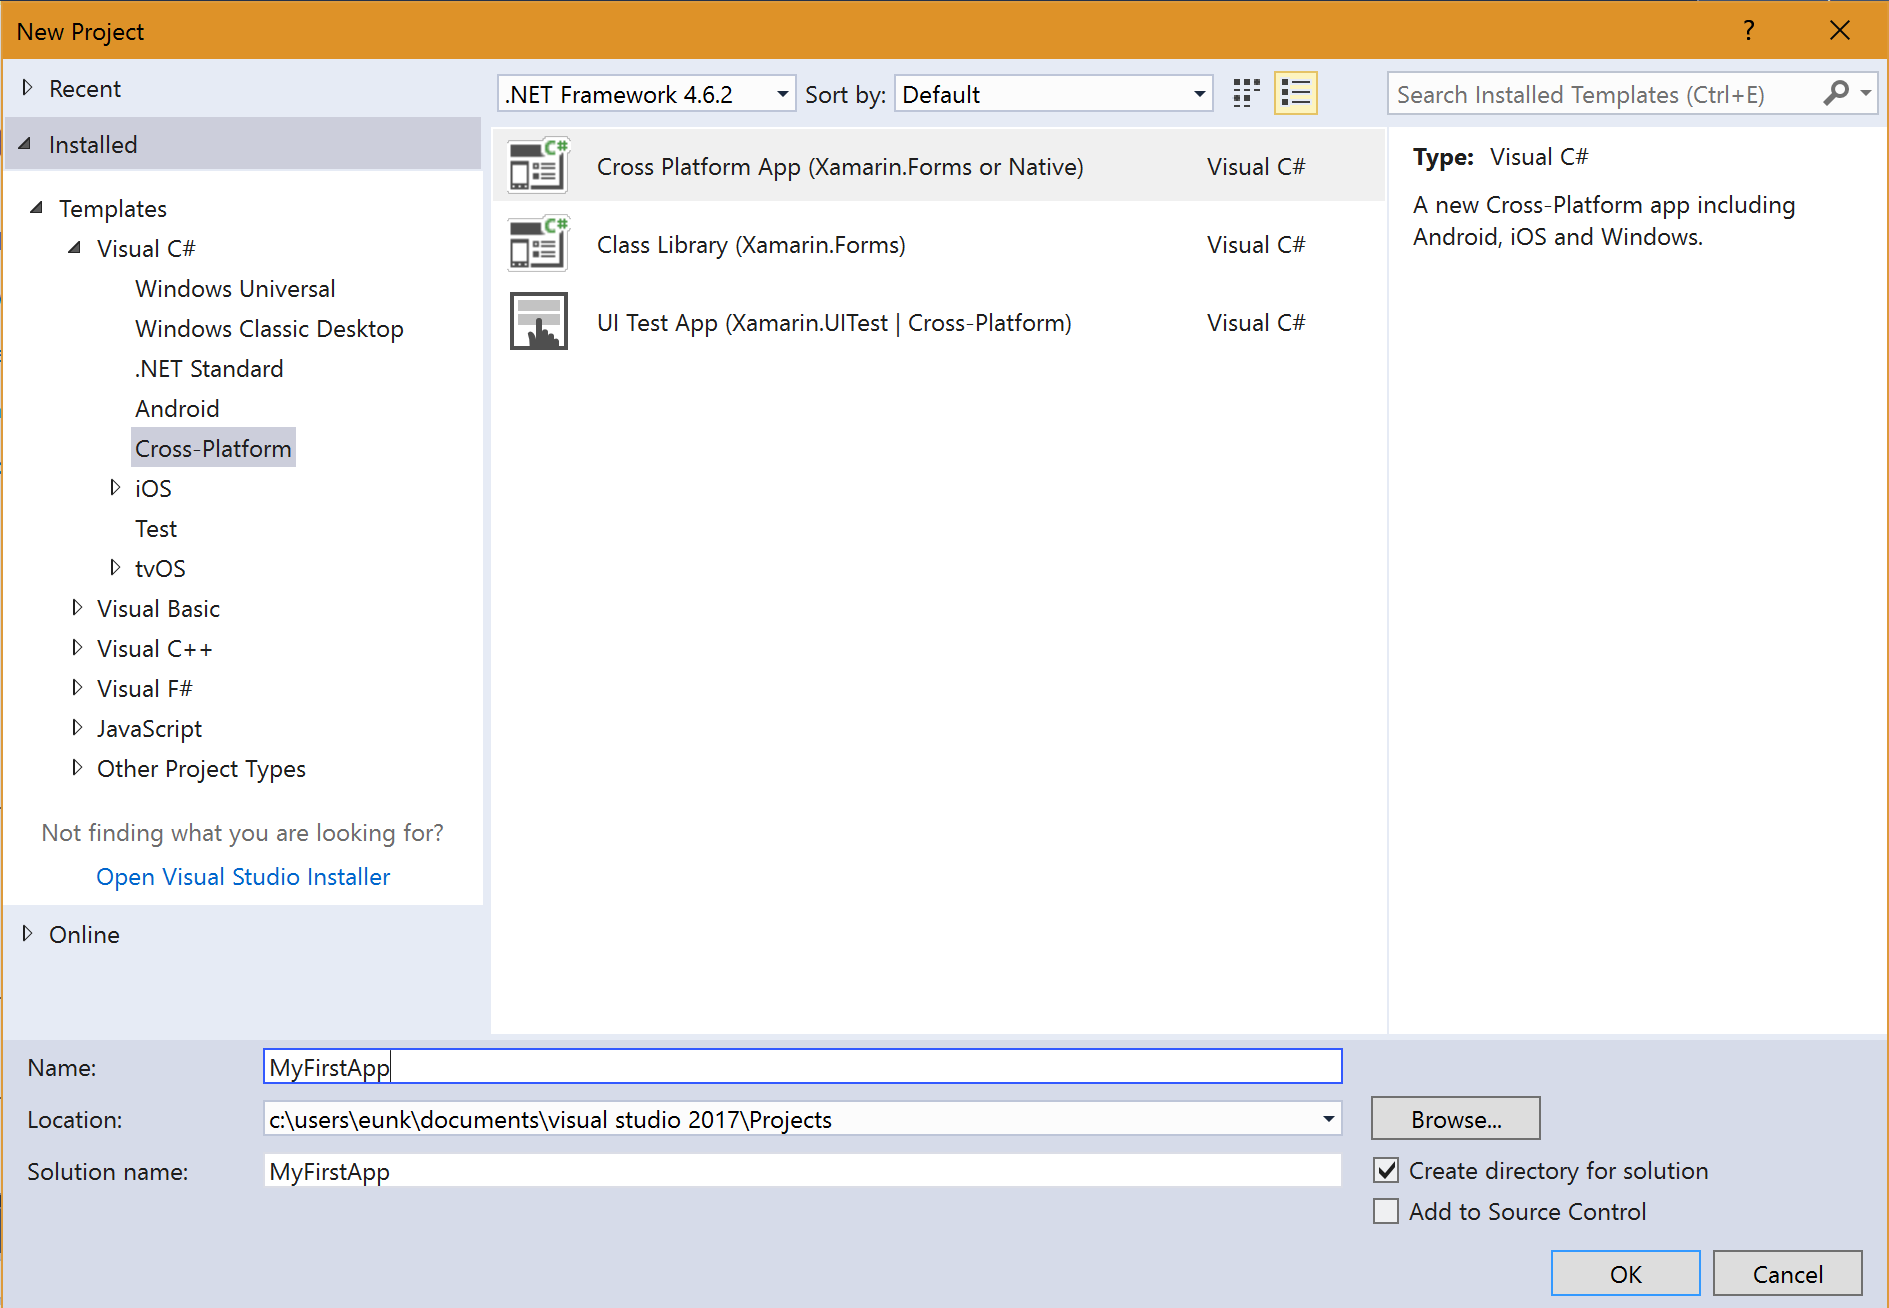 New Project
?
Recent
Installed
Templates
Visual C#
Windows Universal
Windows Classic Desktop
.NET Standard
Android
Cross-Platform
iOS
Test
tvOS
Visual Basic
Visual C++
Visual F#
JavaScript
Other Project Types
Not finding what you are looking for?
Open Visual Studio Installer
Online
.NET Framework 4.6.2 Sort by: Default
Search Installed Templates (Ctrl+E)
C# Cross Platform App (Xamarin.Forms or Native) Visual C#
C# Class Library (Xamarin.Forms) Visual C#
UI Test App (Xamarin.UITest | Cross-Platform) Visual C#
Type: Visual C#
A new Cross-Platform app including
Android, iOS and Windows.
Name: MyFirstApp
Location: c:\users\eunk\documents\visual studio 2017\Projects
Browse...
Solution name: MyFirstApp
Create directory for solution
Add to Source Control
OK Cancel